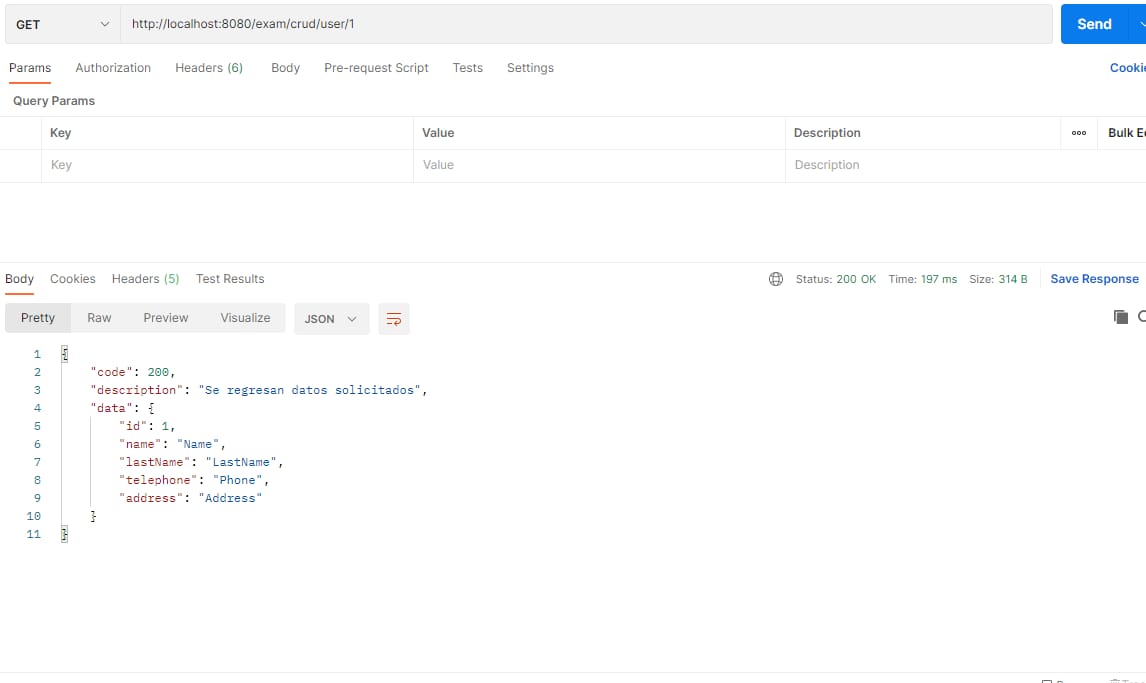 GET http://localhost:8080/exam/crud/user/1 Send
Params Authorization Headers (6) Body Pre-request Script Tests Settings Cookie
Query Params
Key Value Description ooo Bulk E
Key Value Description
Body Cookies Headers (5) Test Results Status: 200 OK Time: 197 ms Size: 314 B Save Response
Pretty Raw Preview Visualize JSON
1 {
2 "code": 200,
3 "description": "Se regresan datos solicitados",
4 "data": {
5 "id": 1,
6 "name": "Name",
7 "lastName": "LastName",
8 "telephone": "Phone",
9 "address": "Address"
10 }
11 }